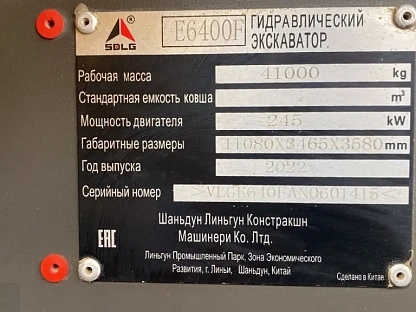 SDLG ® E6400F ГИДРАВЛИЧЕСКИЙ
ЭКСКАВАТОР
Рабочая масса 41000 kg
Стандартная емкость ковша m³
Мощность двигателя 245 kW
Габаритные размеры 11080X3465X3580 mm
Год выпуска 2022
Серийный номер >VLGE640FAN0601415<
Шаньдун Линьгун Констракшн
Машинери Ко. Лтд.
EAC
Линьгун Промышленный Парк, Зона Экономического
Развития, г. Линьи, Шаньдун, Китай
Сделано в Китае